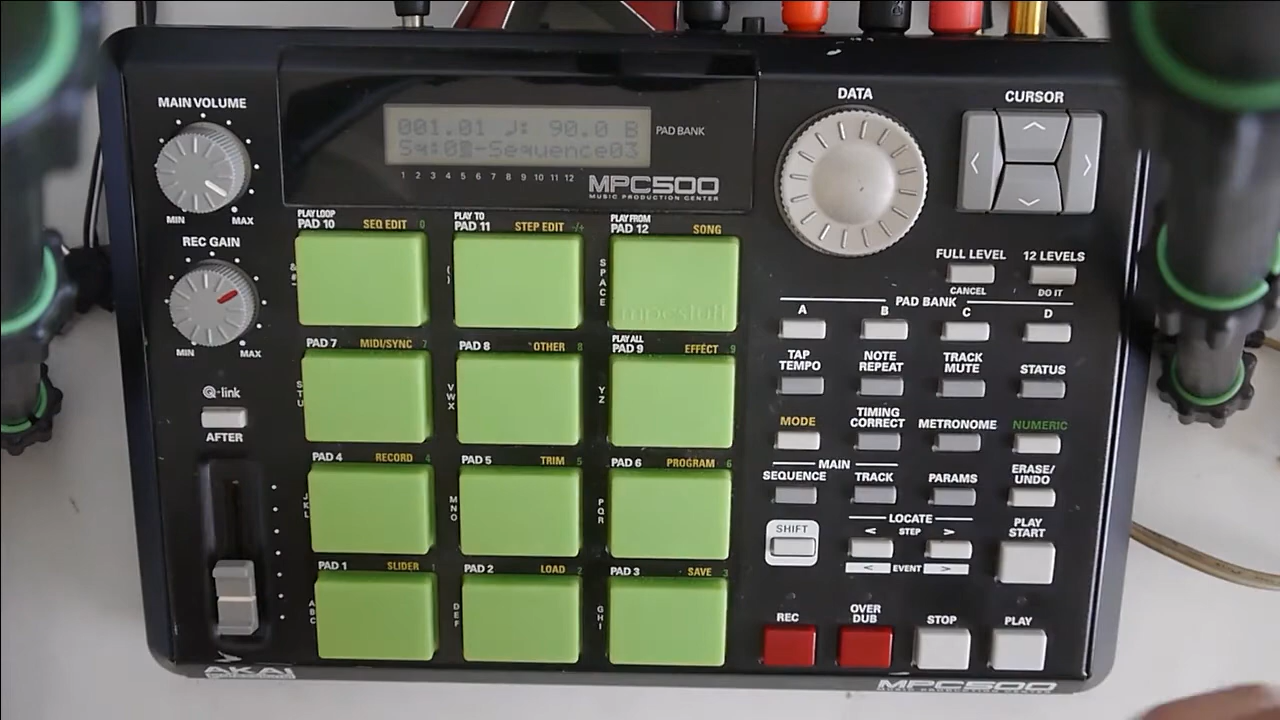 MAIN VOLUME
MIN MAX
REC GAIN
MIN MAX
Q-link
AFTER
001.01 ♩: 90.0 B
PAD BANK
-Sequence03
1 2 3 4 5 6 7 8 9 10 11 12
MPC500
MUSIC PRODUCTION CENTER
DATA
CURSOR
PLAY LOOP
PAD 10 SEQ EDIT 0
PLAY TO
PAD 11 STEP EDIT -/+
PLAY FROM
PAD 12 SONG
( )
SPACE
mpcstuff
PAD 7 MIDI/SYNC 7
PAD 8 OTHER 8
PLAY ALL
PAD 9 EFFECT 9
STU
VWX
YZ
PAD 4 RECORD 4
PAD 5 TRIM 5
PAD 6 PROGRAM 6
JKL
MNO
PQR
PAD 1 SLIDER 1
PAD 2 LOAD 2
PAD 3 SAVE 3
ABC
DEF
GHI
FULL LEVEL
CANCEL
12 LEVELS
DO IT
PAD BANK
A B C D
TAP TEMPO
NOTE REPEAT
TRACK MUTE
STATUS
MODE
TIMING CORRECT
METRONOME
NUMERIC
MAIN
SEQUENCE
TRACK
PARAMS
ERASE/
UNDO
SHIFT
LOCATE
< STEP >
< EVENT >
PLAY
START
REC
OVER
DUB
STOP
PLAY
AKAI
MPC500
MUSIC PRODUCTION CENTER